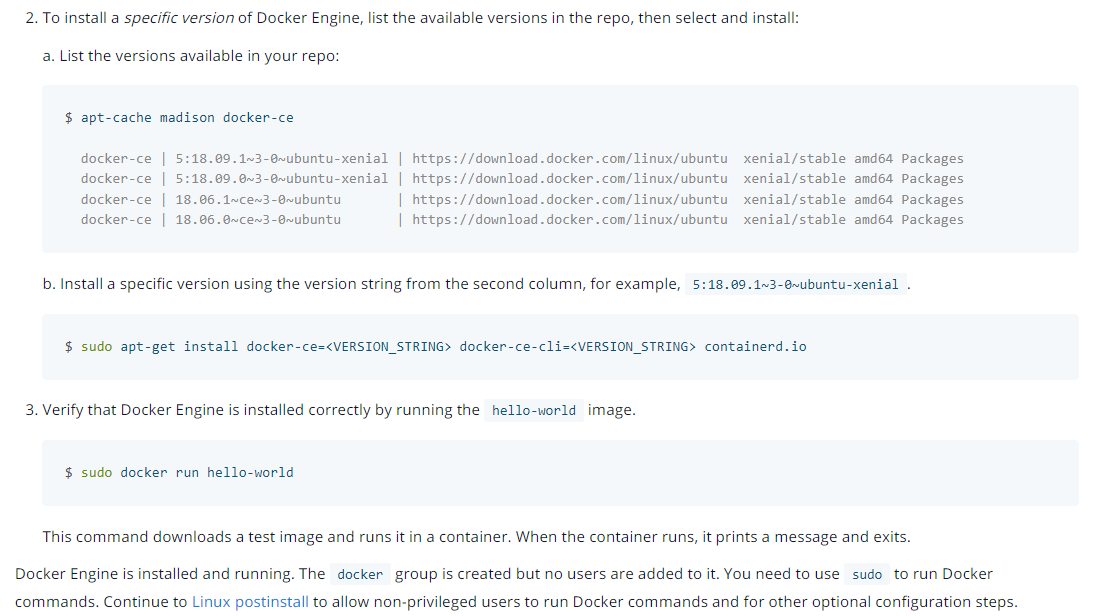 2. To install a specific version of Docker Engine, list the available versions in the repo, then select and install:
a. List the versions available in your repo:
$ apt-cache madison docker-ce
docker-ce | 5:18.09.1~3-0~ubuntu-xenial | https://download.docker.com/linux/ubuntu  xenial/stable amd64 Packages
docker-ce | 5:18.09.0~3-0~ubuntu-xenial | https://download.docker.com/linux/ubuntu  xenial/stable amd64 Packages
docker-ce | 18.06.1~ce~3-0~ubuntu       | https://download.docker.com/linux/ubuntu  xenial/stable amd64 Packages
docker-ce | 18.06.0~ce~3-0~ubuntu       | https://download.docker.com/linux/ubuntu  xenial/stable amd64 Packages
b. Install a specific version using the version string from the second column, for example, 5:18.09.1~3-0~ubuntu-xenial .
$ sudo apt-get install docker-ce=<VERSION_STRING> docker-ce-cli=<VERSION_STRING> containerd.io
3. Verify that Docker Engine is installed correctly by running the hello-world image.
$ sudo docker run hello-world
This command downloads a test image and runs it in a container. When the container runs, it prints a message and exits.
Docker Engine is installed and running. The docker group is created but no users are added to it. You need to use sudo to run Docker
commands. Continue to Linux postinstall to allow non-privileged users to run Docker commands and for other optional configuration steps.